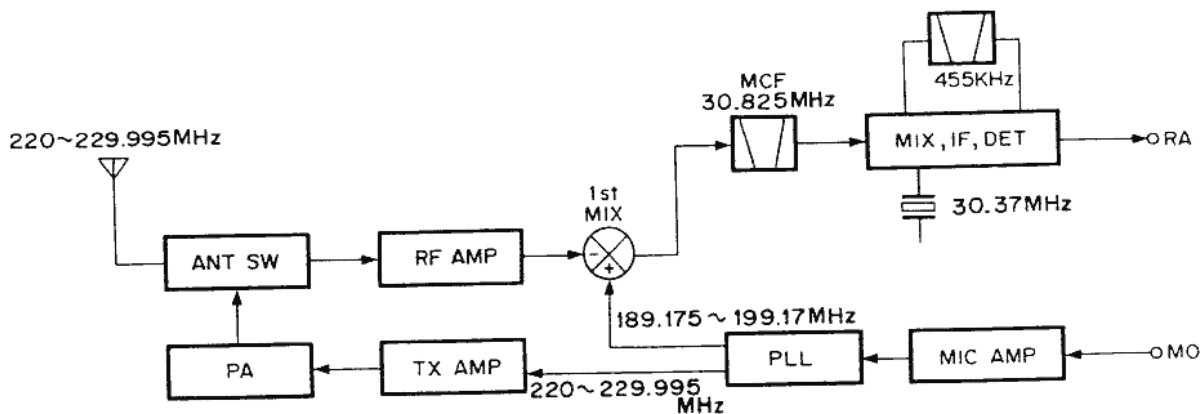 455KHz
MCF
30.825MHz
220~229.995MHz
MIX, IF, DET
RA
1st
MIX
30.37MHz
ANT SW
RF AMP
-
+
189.175~199.17MHz
PA
TX AMP
PLL
MIC AMP
MO
220~229.995
MHz